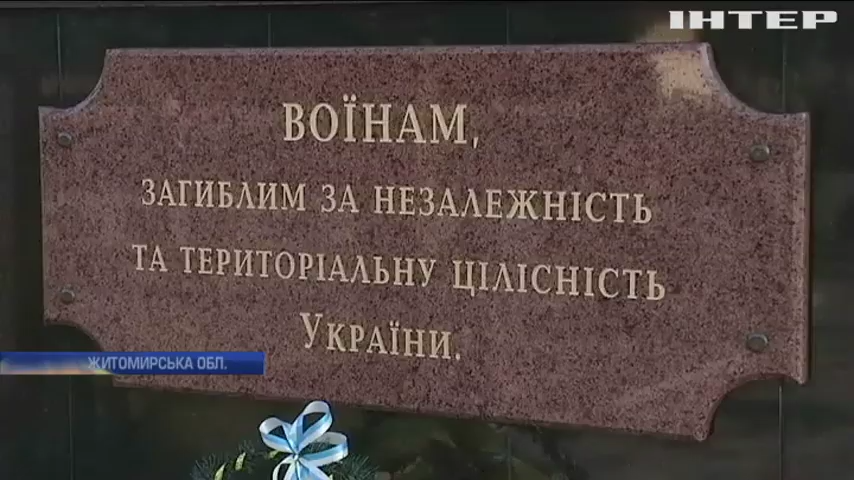 ІНТЕР
ВОЇНАМ,
ЗАГИБЛИМ ЗА НЕЗАЛЕЖНІСТЬ
ТА ТЕРИТОРІАЛЬНУ ЦІЛІСНІСТЬ
УКРАЇНИ.
ЖИТОМИРСЬКА ОБЛ.